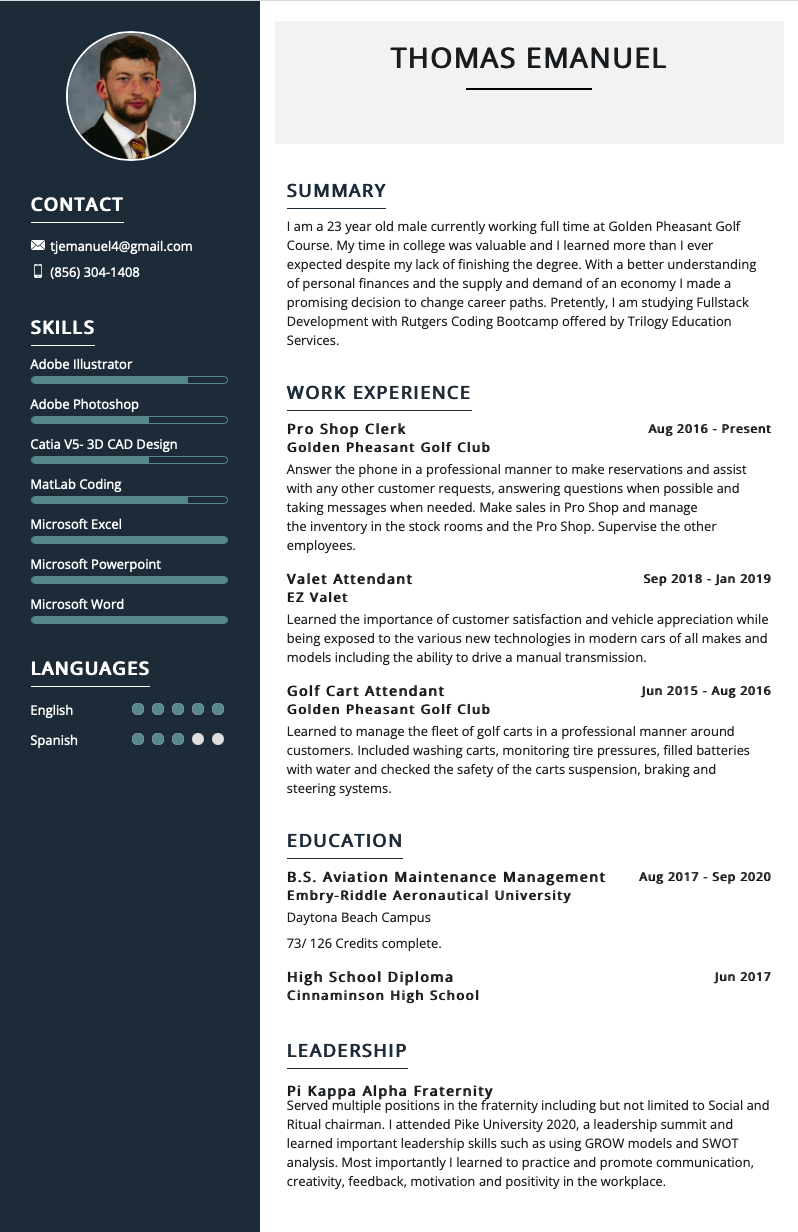 THOMAS EMANUEL
CONTACT
tjemanuel4@gmail.com
(856) 304-1408
SKILLS
Adobe Illustrator
Adobe Photoshop
Catia V5- 3D CAD Design
MatLab Coding
Microsoft Excel
Microsoft Powerpoint
Microsoft Word
LANGUAGES
English
Spanish
SUMMARY
I am a 23 year old male currently working full time at Golden Pheasant Golf
Course. My time in college was valuable and I learned more than I ever
expected despite my lack of finishing the degree. With a better understanding
of personal finances and the supply and demand of an economy I made a
promising decision to change career paths. Pretently, I am studying Fullstack
Development with Rutgers Coding Bootcamp offered by Trilogy Education
Services.
WORK EXPERIENCE
Pro Shop Clerk Aug 2016 - Present
Golden Pheasant Golf Club
Answer the phone in a professional manner to make reservations and assist
with any other customer requests, answering questions when possible and
taking messages when needed. Make sales in Pro Shop and manage
the inventory in the stock rooms and the Pro Shop. Supervise the other
employees.
Valet Attendant Sep 2018 - Jan 2019
EZ Valet
Learned the importance of customer satisfaction and vehicle appreciation while
being exposed to the various new technologies in modern cars of all makes and
models including the ability to drive a manual transmission.
Golf Cart Attendant Jun 2015 - Aug 2016
Golden Pheasant Golf Club
Learned to manage the fleet of golf carts in a professional manner around
customers. Included washing carts, monitoring tire pressures, filled batteries
with water and checked the safety of the carts suspension, braking and
steering systems.
EDUCATION
B.S. Aviation Maintenance Management Aug 2017 - Sep 2020
Embry-Riddle Aeronautical University
Daytona Beach Campus
73/ 126 Credits complete.
High School Diploma Jun 2017
Cinnaminson High School
LEADERSHIP
Pi Kappa Alpha Fraternity
Served multiple positions in the fraternity including but not limited to Social and
Ritual chairman. I attended Pike University 2020, a leadership summit and
learned important leadership skills such as using GROW models and SWOT
analysis. Most importantly I learned to practice and promote communication,
creativity, feedback, motivation and positivity in the workplace.